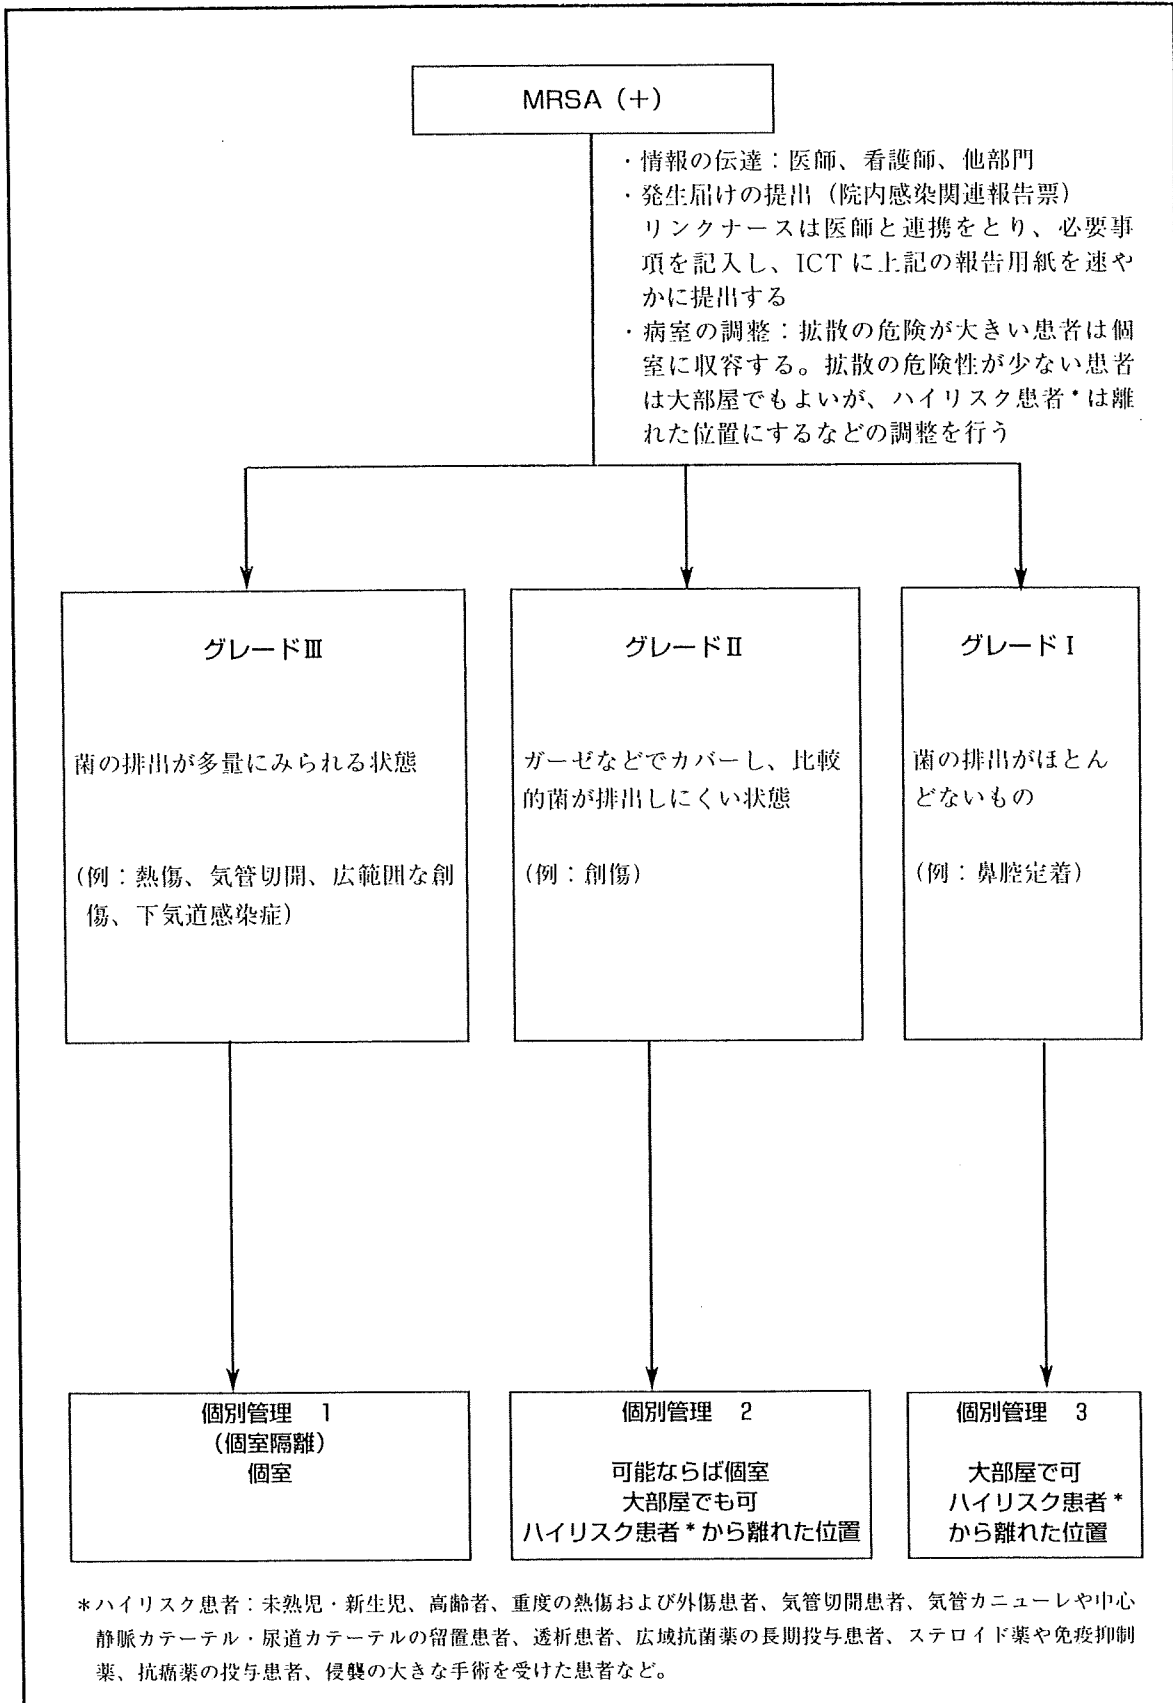 MRSA（＋）
・情報の伝達：医師、看護師、他部門
・発生届けの提出（院内感染関連報告票）
リンクナースは医師と連携をとり、必要事
項を記入し、ICT に上記の報告用紙を速や
かに提出する
・病室の調整：拡散の危険が大きい患者は個
室に収容する。拡散の危険性が少ない患者
は大部屋でもよいが、ハイリスク患者*は離
れた位置にするなどの調整を行う
グレードⅢ
菌の排出が多量にみられる状態
（例：熱傷、気管切開、広範囲な創
傷、下気道感染症）
グレードⅡ
ガーゼなどでカバーし、比較
的菌が排出しにくい状態
（例：創傷）
グレードⅠ
菌の排出がほとん
どないもの
（例：鼻腔定着）
個別管理　1
（個室隔離）
個室
個別管理　2
可能ならば個室
大部屋でも可
ハイリスク患者*から離れた位置
個別管理　3
大部屋で可
ハイリスク患者*
から離れた位置
*ハイリスク患者：未熟児・新生児、高齢者、重度の熱傷および外傷患者、気管切開患者、気管カニューレや中心
静脈カテーテル・尿道カテーテルの留置患者、透析患者、広域抗菌薬の長期投与患者、ステロイド薬や免疫抑制
薬、抗癌薬の投与患者、侵襲の大きな手術を受けた患者など。